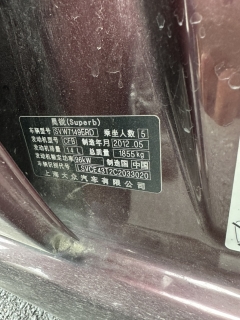 昊锐(Superb)
车辆型号 SVW7149ERD 乘坐人数 5
发动机型号 CFB 制造年月 2012.05
发动机排量 1.4 L 总质量 1855 kg
发动机额定功率 96kW 制造国 中国
车辆识别代号 LSVCE43T2C2033020
上海大众汽车有限公司